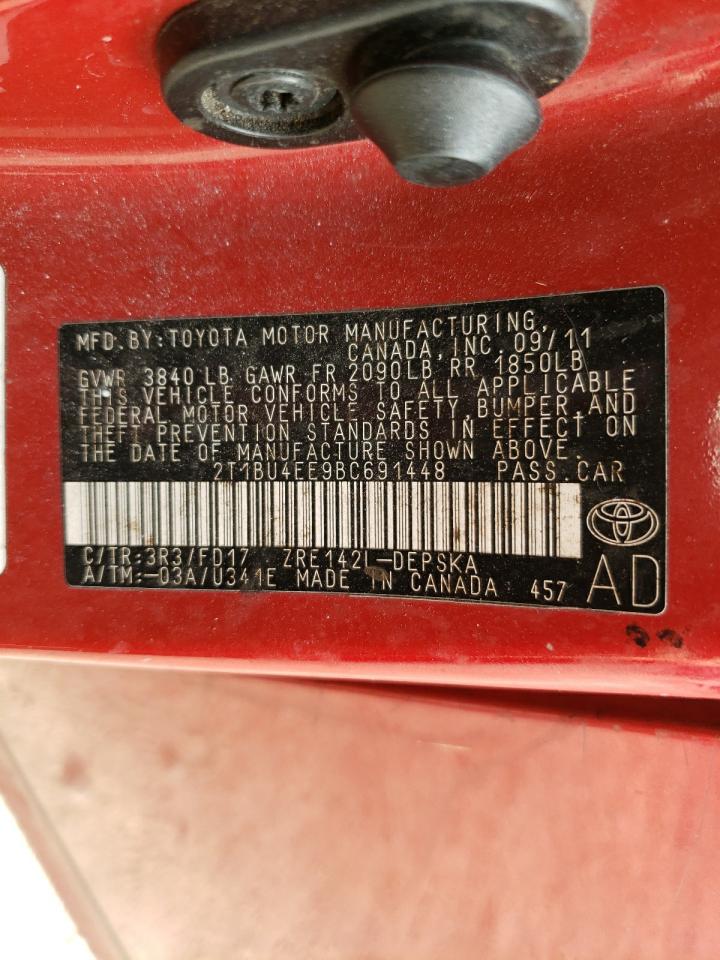 MFD.BY:TOYOTA MOTOR MANUFACTURING,
CANADA,INC. 09/11
GVWR 3840 LB GAWR FR 2090LB RR 1850LB
THIS VEHICLE CONFORMS TO ALL APPLICABLE
FEDERAL MOTOR VEHICLE SAFETY,BUMPER,AND
THEFT PREVENTION STANDARDS IN EFFECT ON
THE DATE OF MANUFACTURE SHOWN ABOVE.
2T1BU4EE9BC691448 PASS.CAR
C/TR:3R3/FD17 ZRE142L-DEPSKA
A/TM:-03A/U341E MADE IN CANADA 457 AD